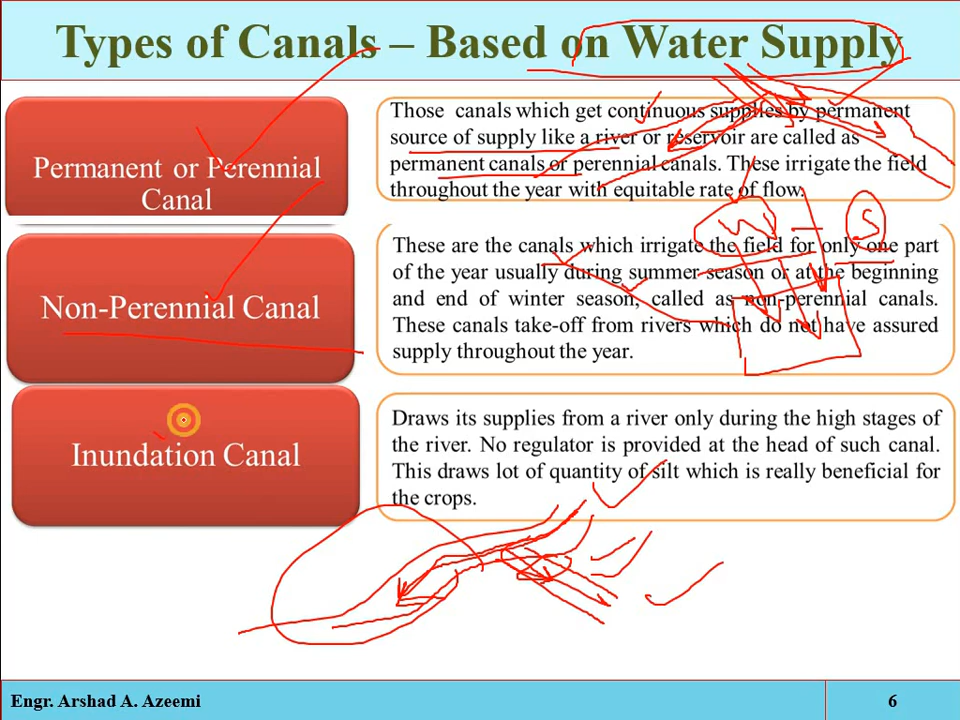 Types of Canals – Based on Water Supply
Permanent or Perennial
Canal
Those canals which get continuous supplies by permanent
source of supply like a river or reservoir are called as
permanent canals or perennial canals. These irrigate the field
throughout the year with equitable rate of flow.
Non-Perennial Canal
These are the canals which irrigate the field for only one part
of the year usually during summer season or at the beginning
and end of winter season, called as non-perennial canals.
These canals take-off from rivers which do not have assured
supply throughout the year.
W
S
Inundation Canal
Draws its supplies from a river only during the high stages of
the river. No regulator is provided at the head of such canal.
This draws lot of quantity of silt which is really beneficial for
the crops.
Engr. Arshad A. Azeemi
6